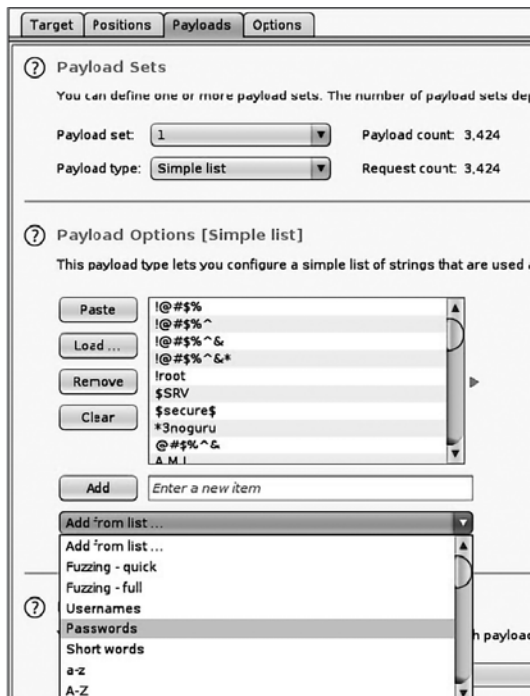 Target Positions Payloads Options
? Payload Sets
You can define one or more payload sets. The number of payload sets
Payload set: 1 Payload count: 3,424
Payload type: Simple list Request count: 3,424
? Payload Options [Simple list]
This payload type lets you configure a simple list of strings that are used
Paste
Load ...
Remove
Clear
!@#$%
!@#$%^
!@#$%^&
!@#$%^&*
!root
$SRV
$secure$
*3noguru
@#$%^&
Add Enter a new item
Add from list ...
Add from list ...
Fuzzing - quick
Fuzzing - full
Usernames
Passwords
Short words
a-z
A-Z
?